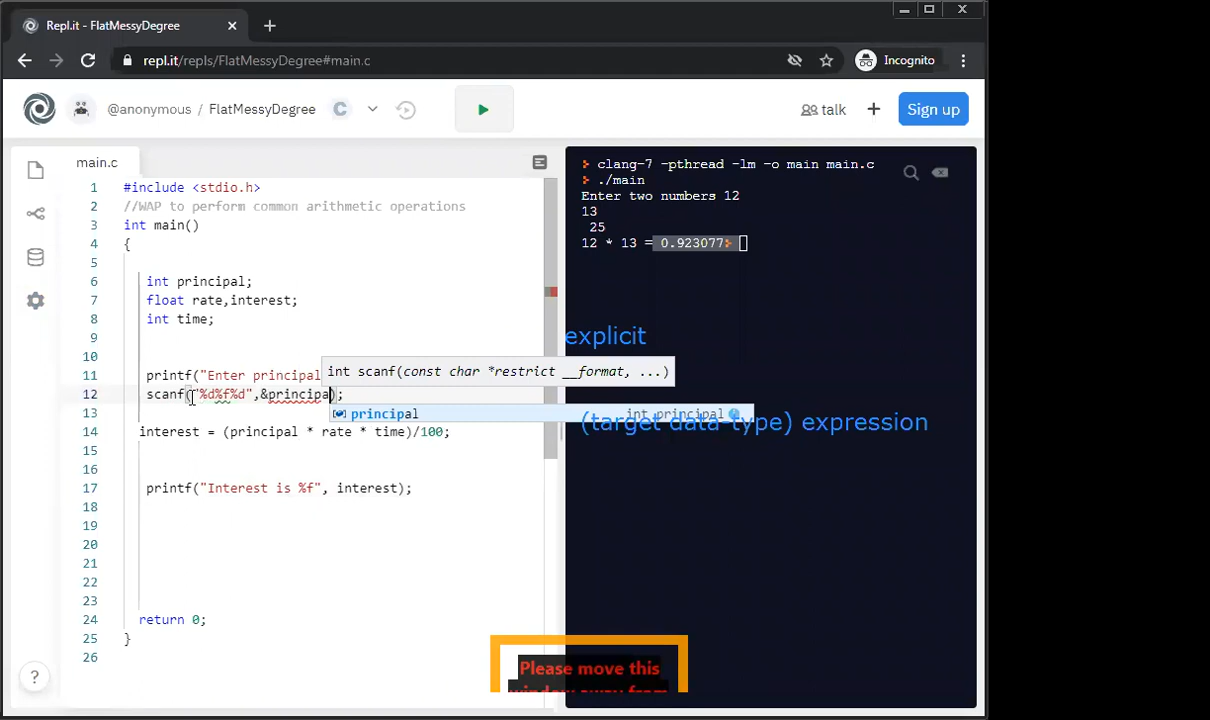 Repl.it - FlatMessyDegree
repl.it/repls/FlatMessyDegree#main.c
Incognito
@anonymous / FlatMessyDegree
C
talk
Sign up
main.c
1 #include <stdio.h>
2 //WAP to perform common arithmetic operations
3 int main()
4 {
5
6 int principal;
7 float rate,interest;
8 int time;
9
10
11 printf("Enter principal
int scanf(const char *restrict __format, ...)
12 scanf("%d%f%d",&principa);
principal int principal
13
14 interest = (principal * rate * time)/100;
15
16
17 printf("Interest is %f", interest);
18
19
20
21
22
23
24 return 0;
25 }
26
?
clang-7 -pthread -lm -o main main.c
./main
Enter two numbers 12
13
25
12 * 13 = 0.923077
explicit
(target data-type) expression
Please move this
window away from